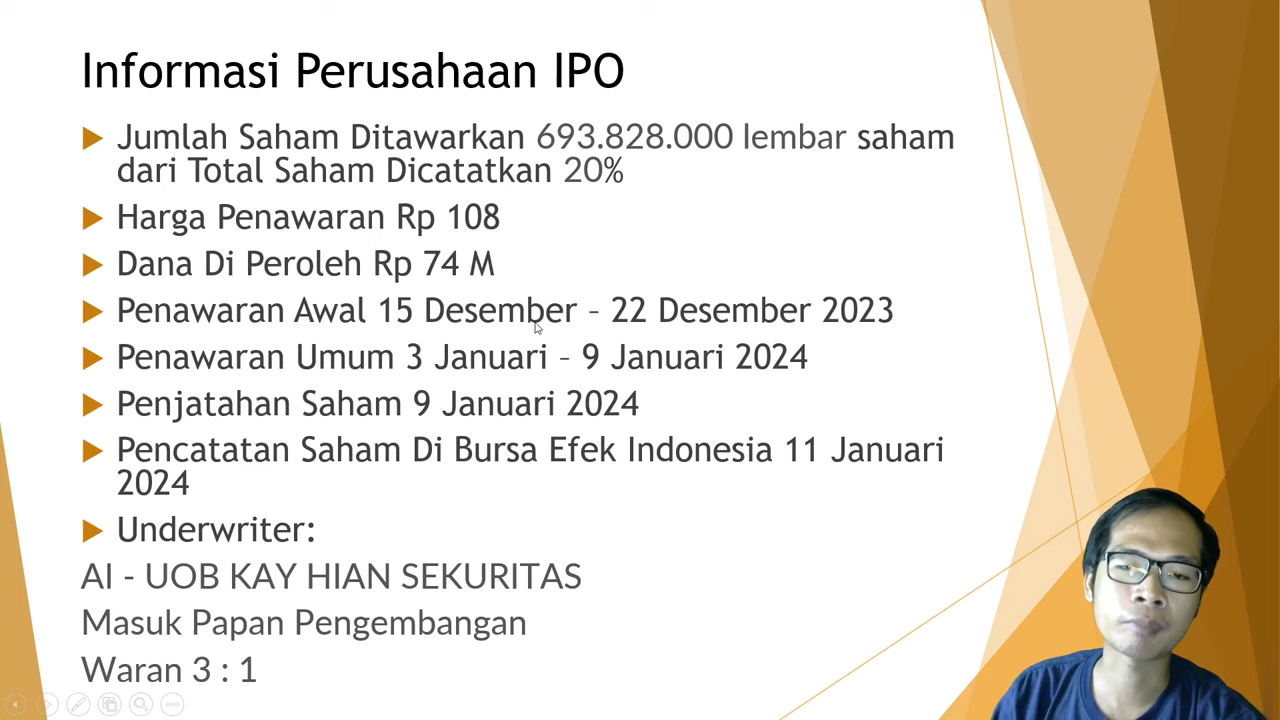 Informasi Perusahaan IPO
Jumlah Saham Ditawarkan 693.828.000 lembar saham
dari Total Saham Dicatatkan 20%
Harga Penawaran Rp 108
Dana Di Peroleh Rp 74 M
Penawaran Awal 15 Desember – 22 Desember 2023
Penawaran Umum 3 Januari – 9 Januari 2024
Penjatahan Saham 9 Januari 2024
Pencatatan Saham Di Bursa Efek Indonesia 11 Januari
2024
Underwriter:
AI - UOB KAY HIAN SEKURITAS
Masuk Papan Pengembangan
Waran 3 : 1